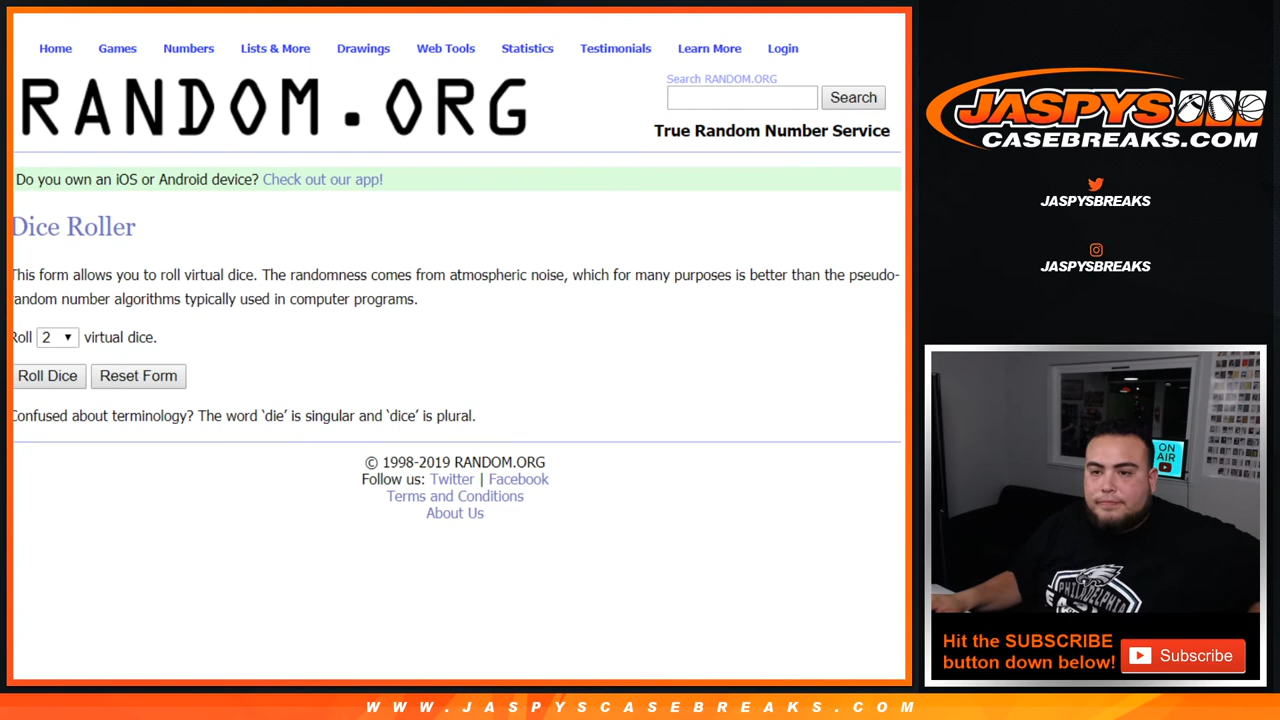 Home Games Numbers Lists & More Drawings Web Tools Statistics Testimonials Learn More Login
RANDOM.ORG
Search RANDOM.ORG
Search
True Random Number Service
Do you own an iOS or Android device? Check out our app!
Dice Roller
This form allows you to roll virtual dice. The randomness comes from atmospheric noise, which for many purposes is better than the pseudo-
random number algorithms typically used in computer programs.
Roll 2 virtual dice.
Roll Dice Reset Form
Confused about terminology? The word ‘die’ is singular and ‘dice’ is plural.
© 1998-2019 RANDOM.ORG
Follow us: Twitter | Facebook
Terms and Conditions
About Us
JASPYS
CASEBREAKS.COM
JASPYSBREAKS
JASPYSBREAKS
ON
AIR
PHILADELPHIA
Hit the SUBSCRIBE
button down below!
Subscribe
WWW.JASPYSCASEBREAKS.COM